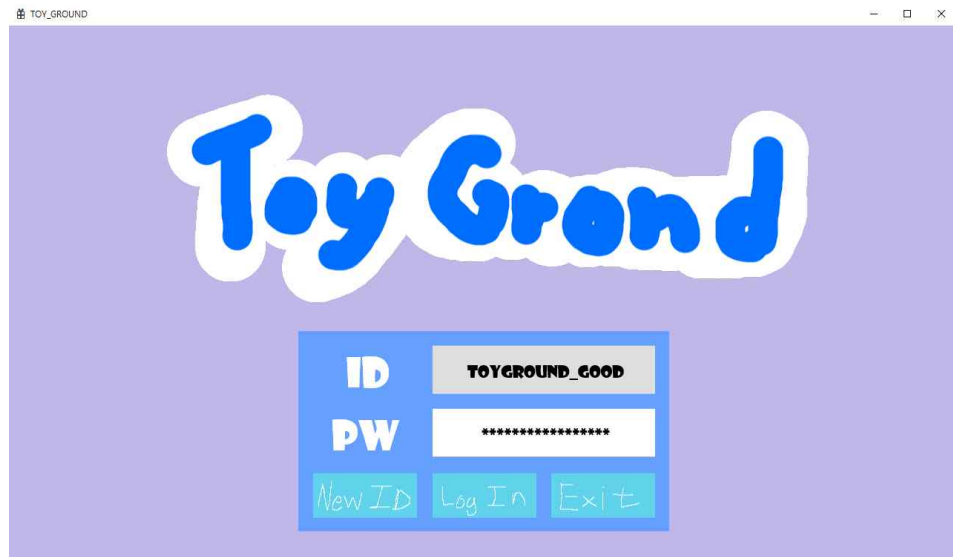 TOY_GROUND
Toy Grond
ID TOYGROUND_GOOD
PW *****************
New ID Log In Exit